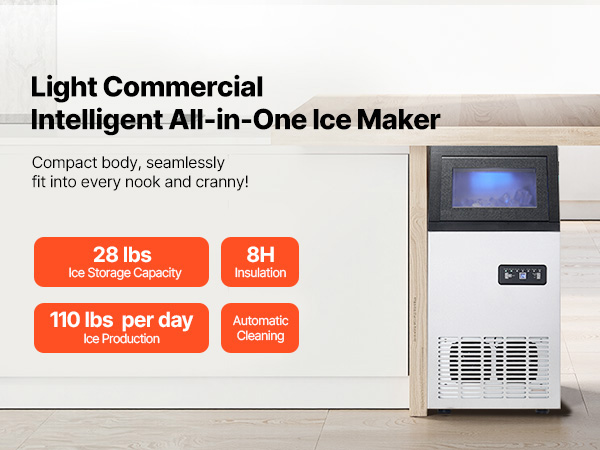 Light Commercial
Intelligent All-in-One Ice Maker
Compact body, seamlessly
fit into every nook and cranny!
28 lbs
Ice Storage Capacity
8H
Insulation
110 lbs per day
Ice Production
Automatic
Cleaning